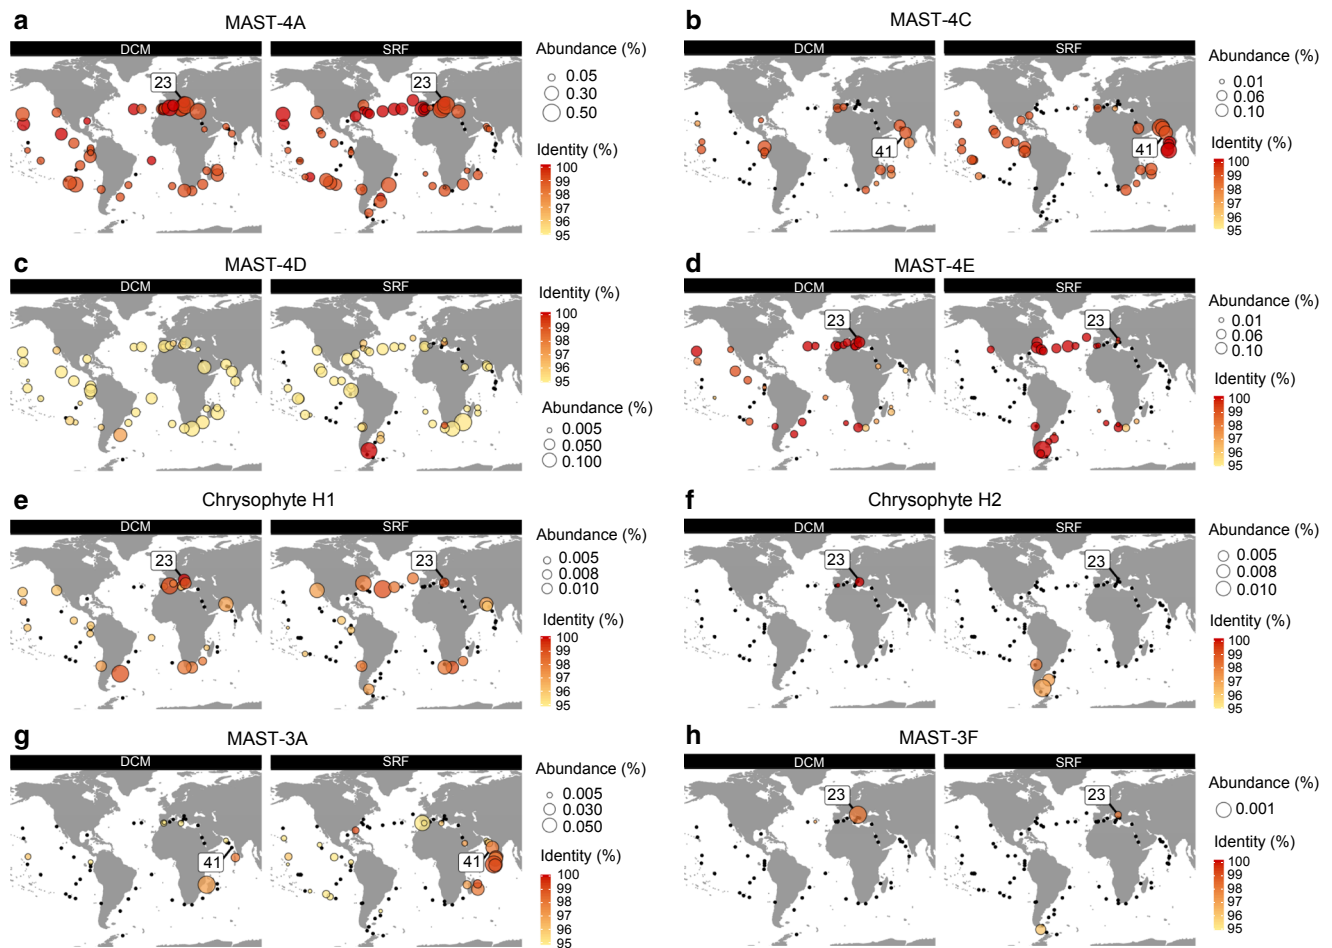 a
MAST-4A
DCM
SRF
23
23
Abundance (%)
0.05
0.30
0.50
Identity (%)
100
99
98
97
96
95
b
MAST-4C
DCM
SRF
41
41
Abundance (%)
0.01
0.06
0.10
Identity (%)
100
99
98
97
96
95
c
MAST-4D
DCM
SRF
Identity (%)
100
99
98
97
96
95
Abundance (%)
0.005
0.050
0.100
d
MAST-4E
DCM
SRF
23
23
Abundance (%)
0.01
0.06
0.10
Identity (%)
100
99
98
97
96
95
e
Chrysophyte H1
DCM
SRF
23
23
Abundance (%)
0.005
0.008
0.010
Identity (%)
100
99
98
97
96
95
f
Chrysophyte H2
DCM
SRF
23
23
Abundance (%)
0.005
0.008
0.010
Identity (%)
100
99
98
97
96
95
g
MAST-3A
DCM
SRF
41
41
Abundance (%)
0.005
0.030
0.050
Identity (%)
100
99
98
97
96
95
h
MAST-3F
DCM
SRF
23
23
Abundance (%)
0.001
Identity (%)
100
99
98
97
96
95